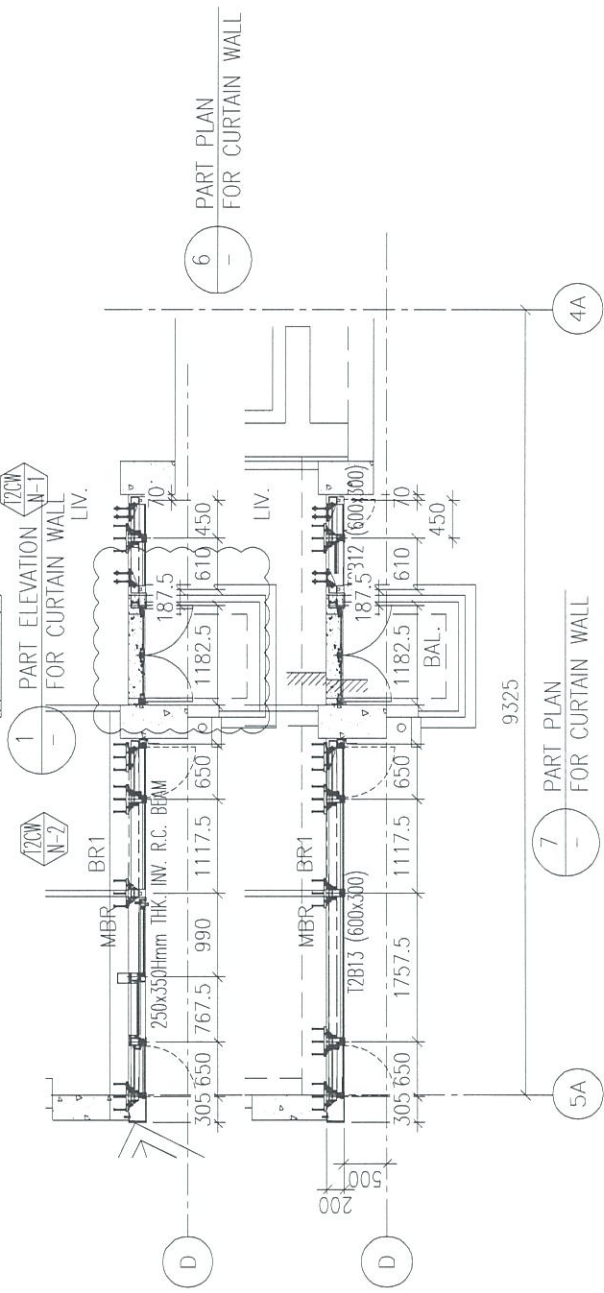 T2CW
N-1
1
-
PART ELEVATION
FOR CURTAIN WALL
T2CW
N-2
6
-
PART PLAN
FOR CURTAIN WALL
LIV.
BR1
MBR
250x350Hmm THK. INV. R.C. BEAM
70
305 650 767.5 990 1117.5 650 1182.5 187.5 610 450
D
LIV.
BR1
MBR
T2B13 (600x300)
(600x300)
BAL.
70
305 650 1757.5 1117.5 650 1182.5 187.5 610 450
200
500
D
9325
5A
4A
7
-
PART PLAN
FOR CURTAIN WALL